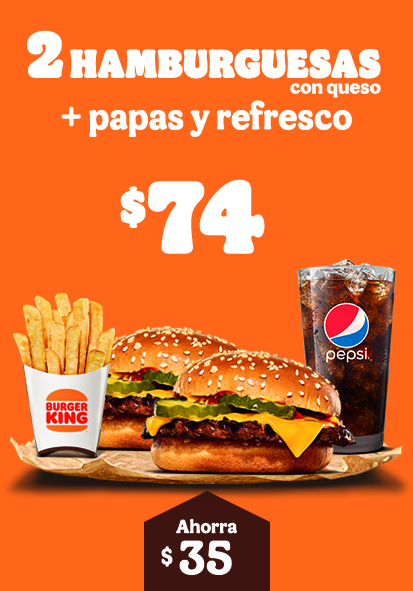 2 HAMBURGUESAS
con queso
+ papas y refresco
$74
pepsi
BURGER
KING
Ahorra
$ 35